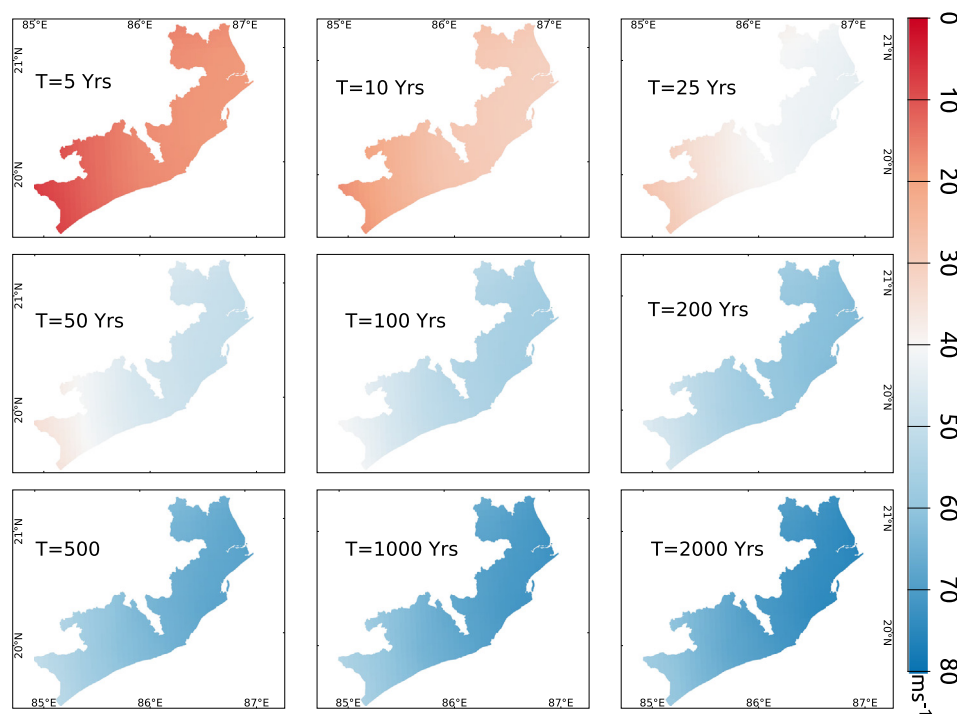 85°E 86°E 87°E 85°E 86°E 87°E 85°E 86°E 87°E
21°N
20°N
T=5 Yrs
T=10 Yrs
T=25 Yrs
21°N
20°N
21°N
20°N
T=50 Yrs
T=100 Yrs
T=200 Yrs
21°N
20°N
21°N
20°N
T=500
T=1000 Yrs
T=2000 Yrs
21°N
20°N
85°E 86°E 87°E 85°E 86°E 87°E 85°E 86°E 87°E
0
10
20
30
40
50
60
70
80
ms⁻¹